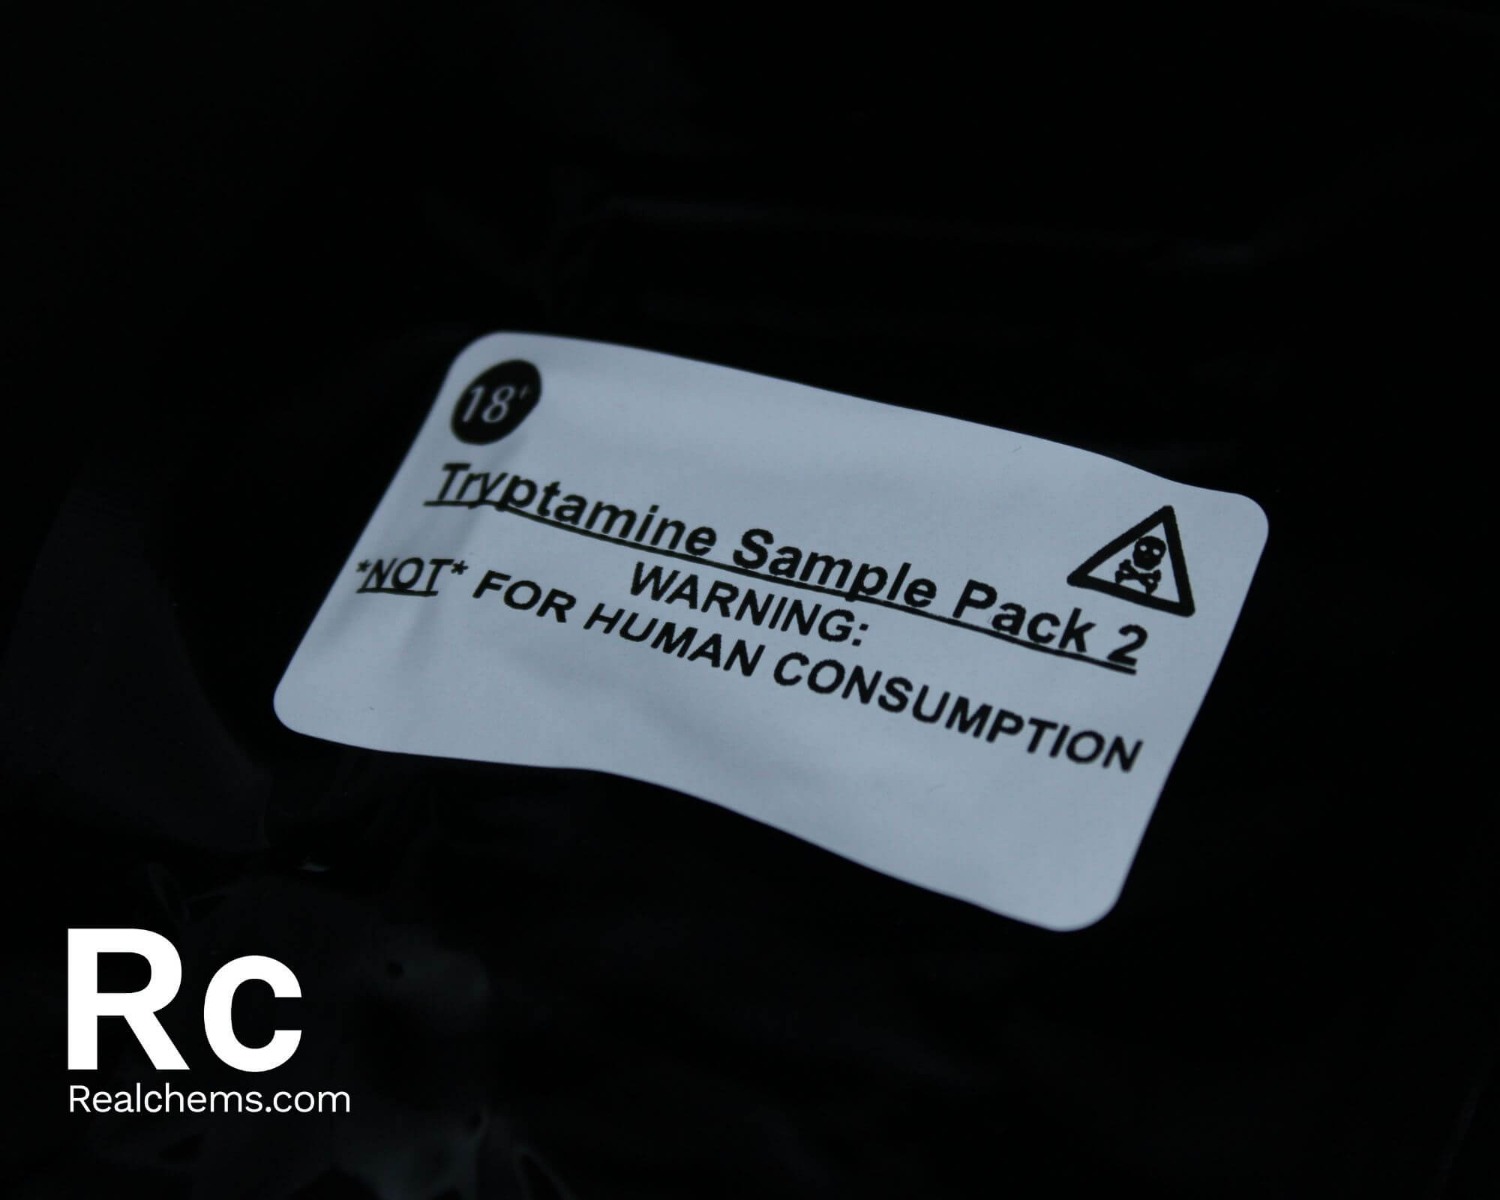 18+
Tryptamine Sample Pack 2
WARNING:
*NOT* FOR HUMAN CONSUMPTION
Rc
Realchems.com